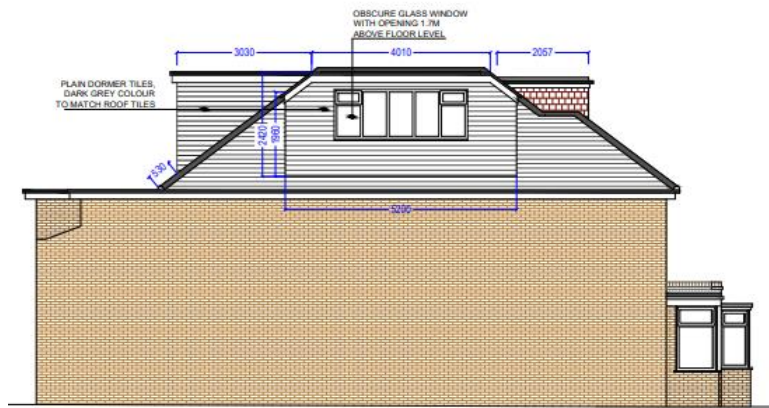 OBSCURE GLASS WINDOW
WITH OPENING 1.7M
ABOVE FLOOR LEVEL
3030
4010
2057
PLAIN DORMER TILES,
DARK GREY COLOUR
TO MATCH ROOF TILES
2420
1960
530
5200